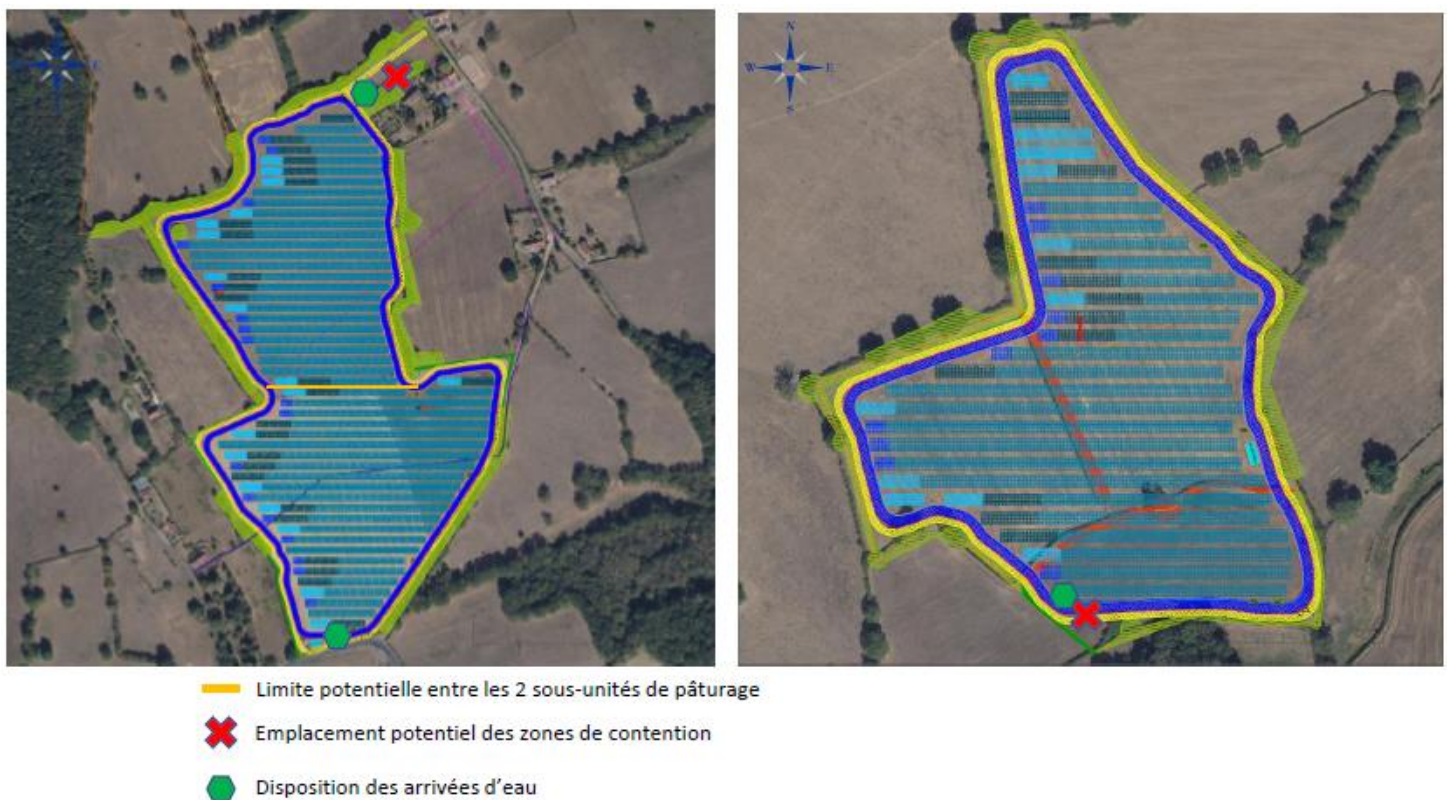 N
W
E
S
E
Limite potentielle entre les 2 sous-unités de pâturage
Emplacement potentiel des zones de contention
Disposition des arrivées d'eau